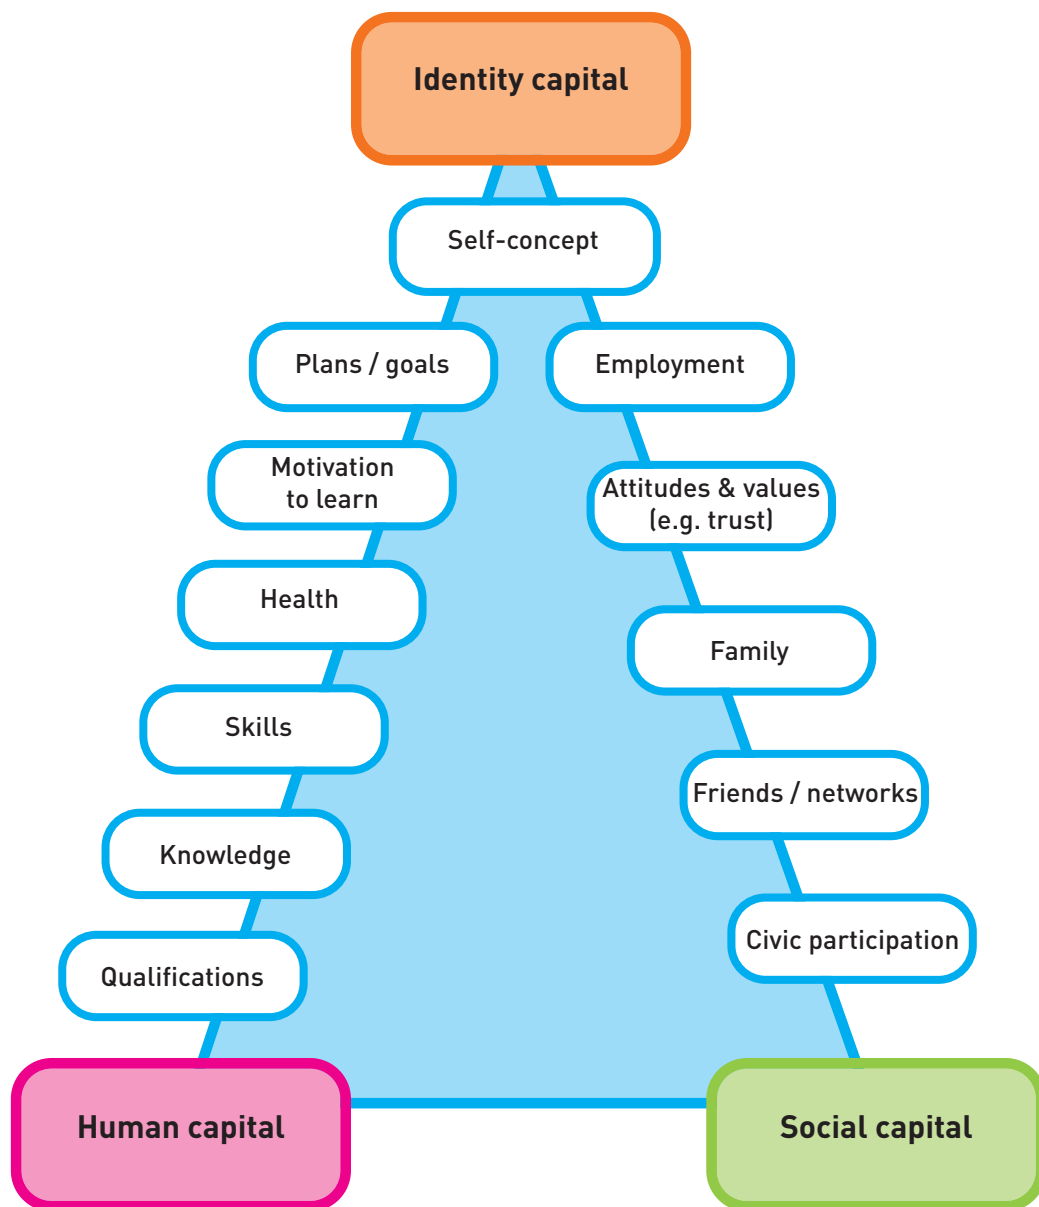 Identity capital
Self-concept
Plans / goals
Employment
Motivation
to learn
Attitudes & values
(e.g. trust)
Health
Family
Skills
Friends / networks
Knowledge
Civic participation
Qualifications
Human capital
Social capital